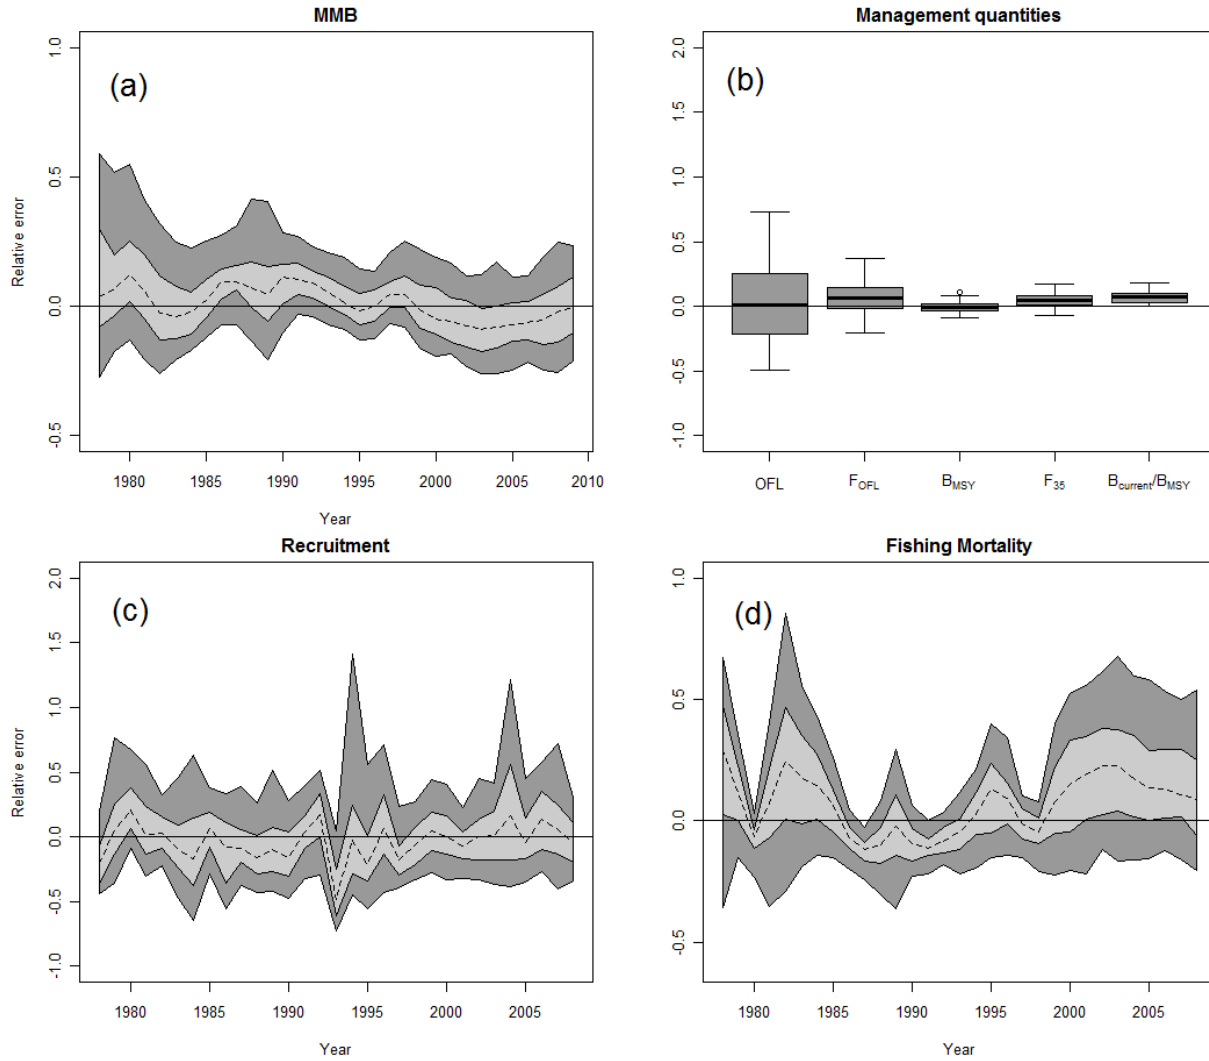 MMB
(a)
1.0
0.5
0.0
-0.5
Relative error
1980 1985 1990 1995 2000 2005 2010
Year
Management quantities
(b)
2.0
1.5
1.0
0.5
0.0
-0.5
-1.0
OFL FOFL BMSY F35 Bcurrent/BMSY
Recruitment
(c)
2.0
1.5
1.0
0.5
0.0
-0.5
-1.0
Relative error
1980 1985 1990 1995 2000 2005
Year
Fishing Mortality
(d)
1.0
0.5
0.0
-0.5
1980 1985 1990 1995 2000 2005
Year